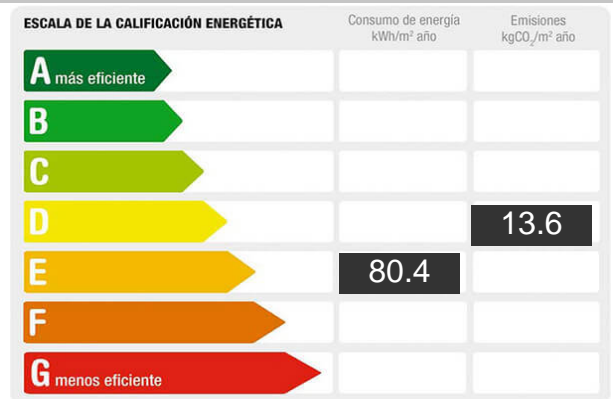 ESCALA DE LA CALIFICACIÓN ENERGÉTICA
Consumo de energía
kWh/m² año
Emisiones
kgCO₂/m² año
A más eficiente
B
C
D
13.6
E
80.4
F
G menos eficiente